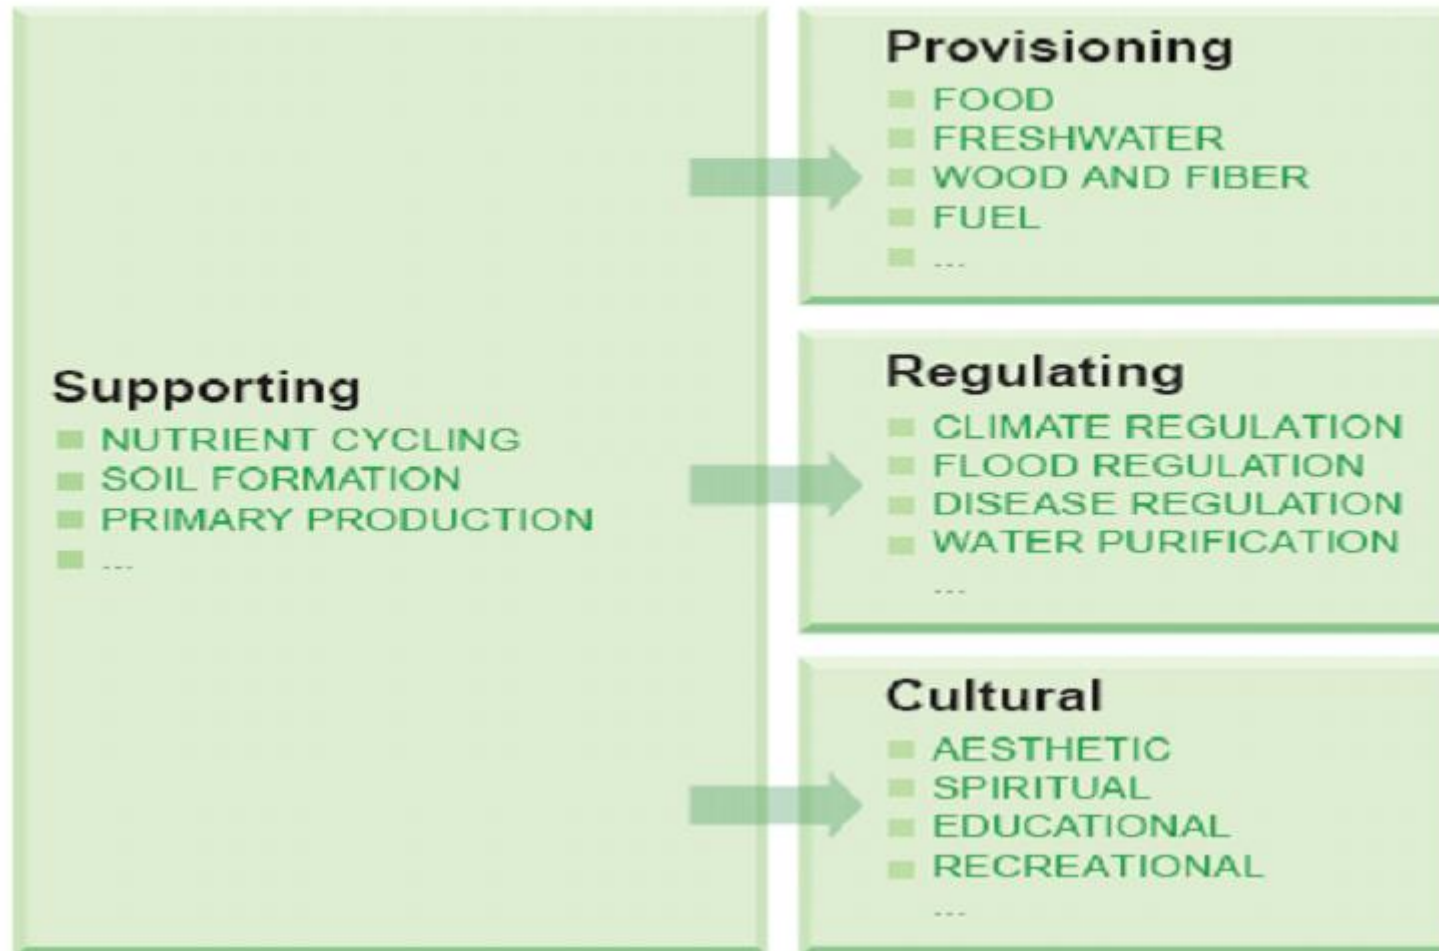 Supporting
NUTRIENT CYCLING
SOIL FORMATION
PRIMARY PRODUCTION
...
Provisioning
FOOD
FRESHWATER
WOOD AND FIBER
FUEL
...
Regulating
CLIMATE REGULATION
FLOOD REGULATION
DISEASE REGULATION
WATER PURIFICATION
...
Cultural
AESTHETIC
SPIRITUAL
EDUCATIONAL
RECREATIONAL
...